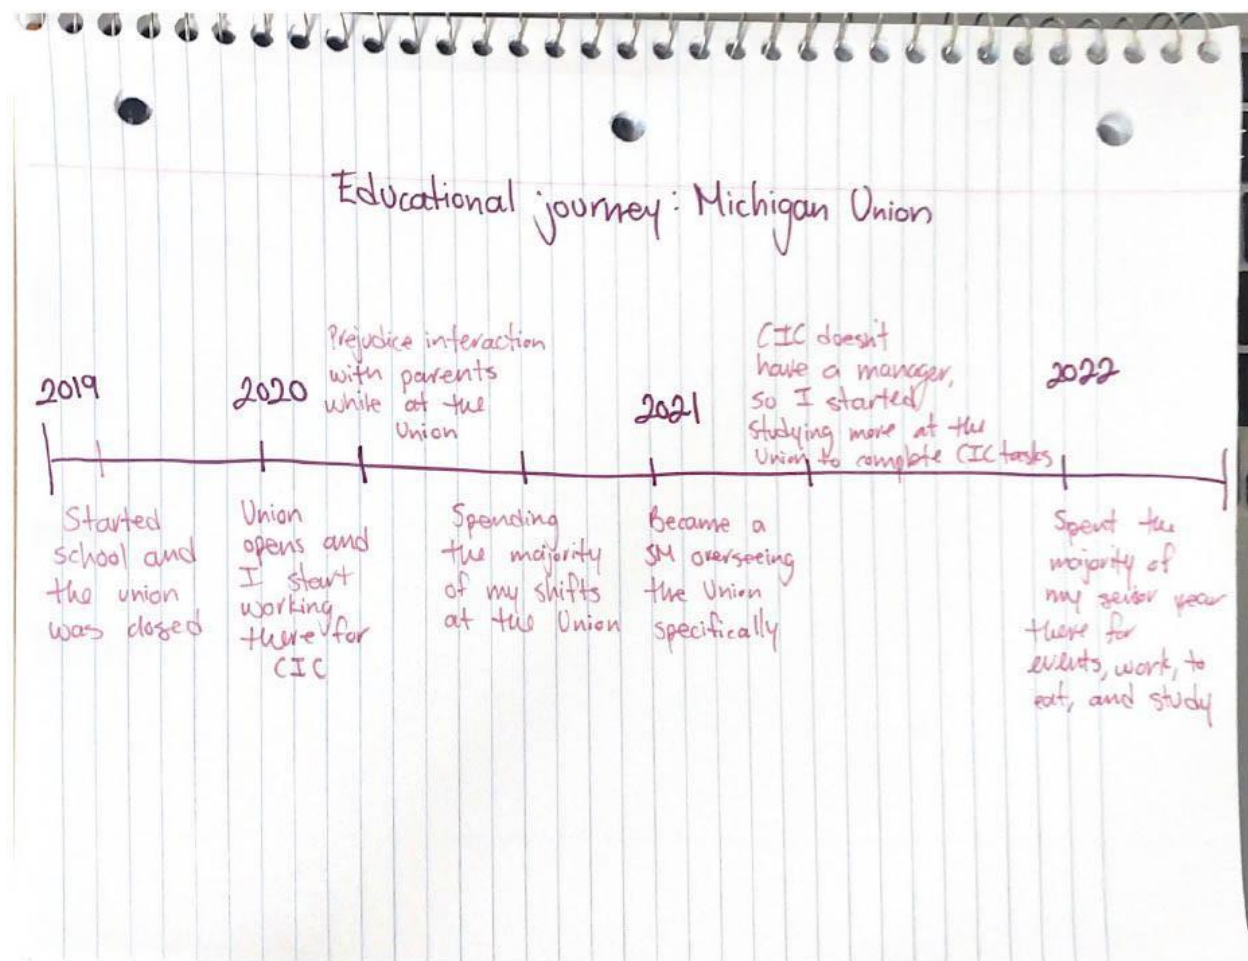 Educational journey: Michigan Union
2019
Started
school and
the union
was closed
2020
Union
opens and
I start
working
there for
CIC
Prejudice interaction
with parents
while at the
Union
Spending
the majority
of my shifts
at the Union
2021
Became a
SM overseeing
the Union
specifically
CIC doesn't
have a manager,
so I started
studying more at the
Union to complete CIC tasks
2022
Spent the
majority of
my senior year
there for
events, work, to
eat, and study